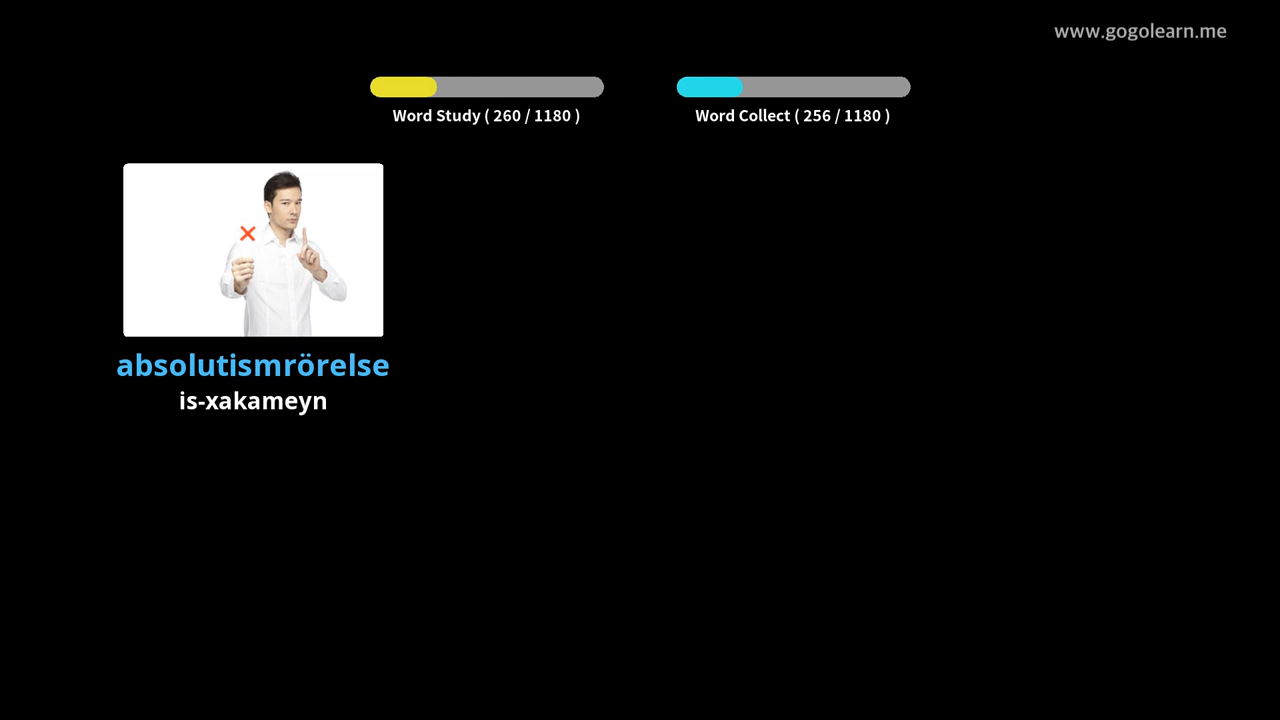 www.gogolearn.me
Word Study ( 260 / 1180 )
Word Collect ( 256 / 1180 )
absolutismrörelse
is-xakameyn